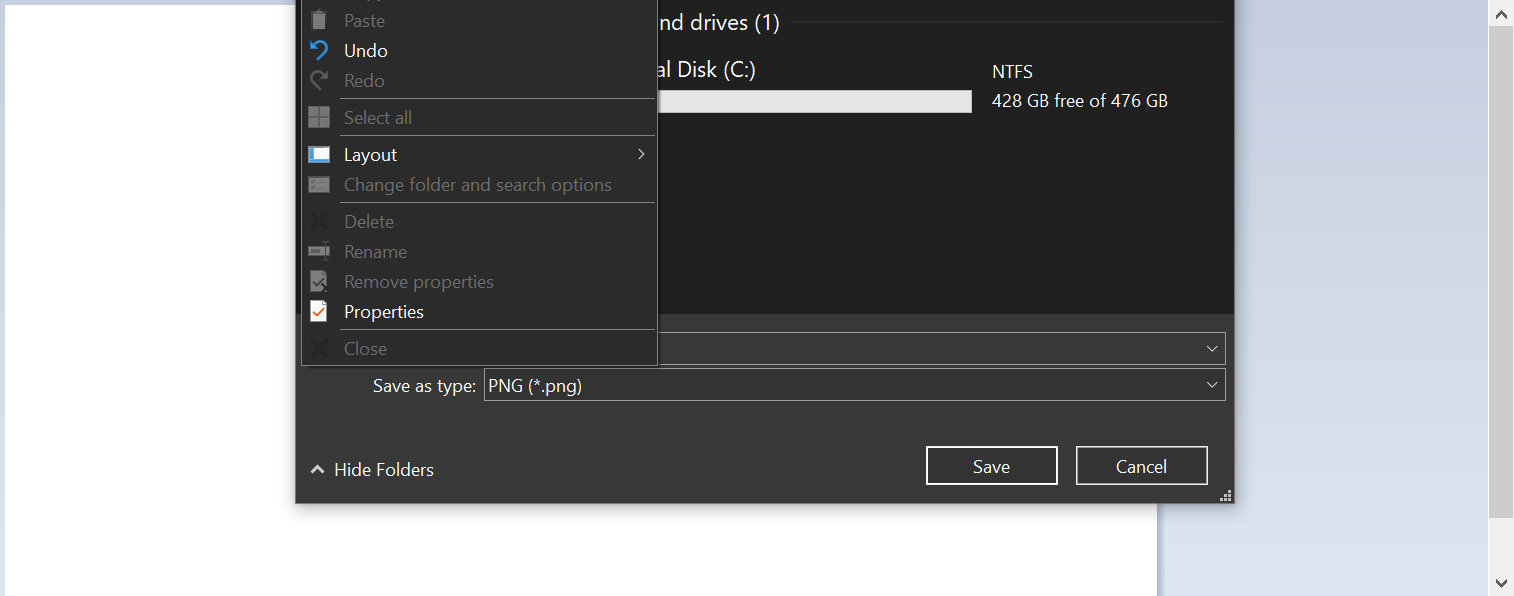 Paste
Undo
Redo
Select all
Layout
Change folder and search options
Delete
Rename
Remove properties
Properties
Close
nd drives (1)
al Disk (C:)
NTFS
428 GB free of 476 GB
Save as type: PNG (*.png)
Hide Folders
Save
Cancel